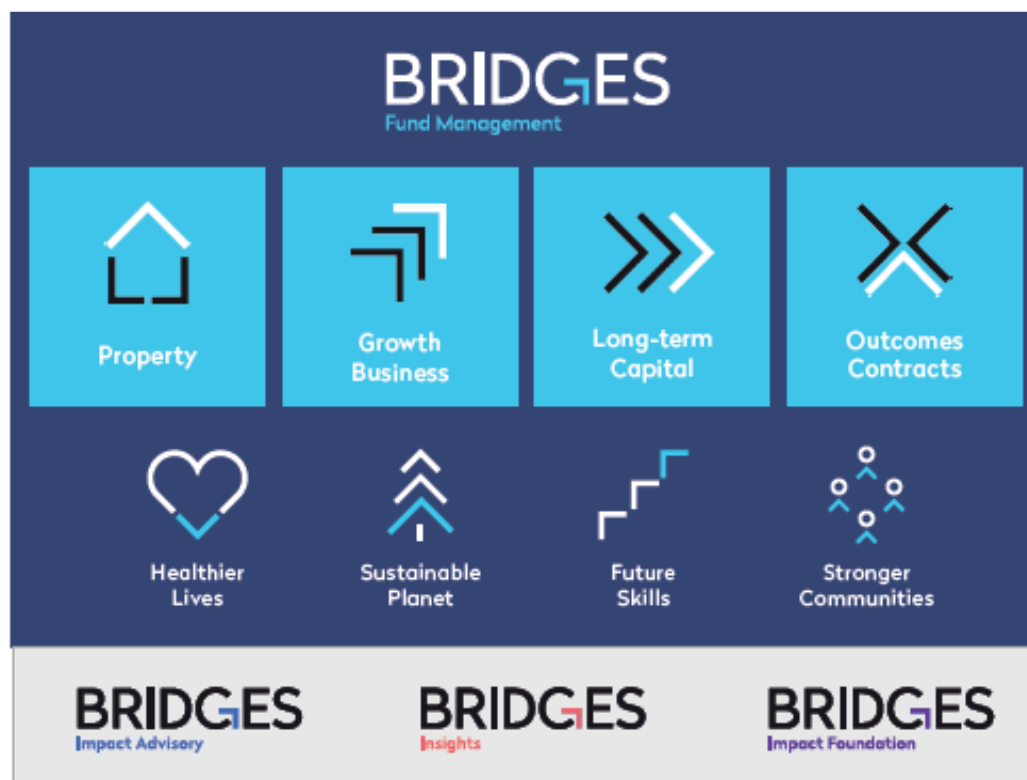 BRIDGES
Fund Management
Property
Growth
Business
Long-term
Capital
Outcomes
Contracts
Healthier
Lives
Sustainable
Planet
Future
Skills
Stronger
Communities
BRIDGES
Impact Advisory
BRIDGES
Insights
BRIDGES
Impact Foundation